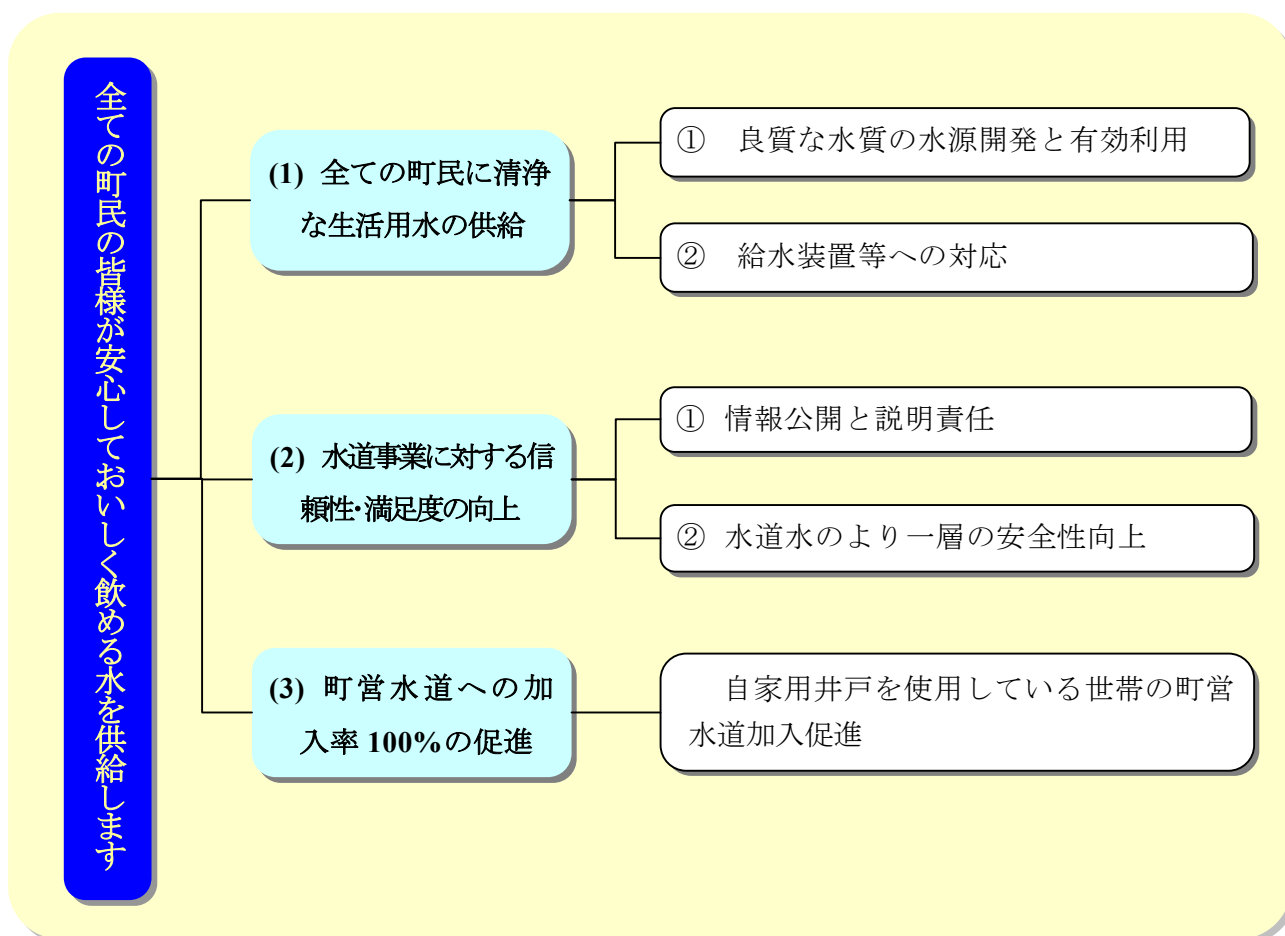 全ての町民の皆様が安心しておいしく飲める水を供給します
(1) 全ての町民に清浄
な生活用水の供給
① 良質な水質の水源開発と有効利用
② 給水装置等への対応
(2) 水道事業に対する信
頼性・満足度の向上
① 情報公開と説明責任
② 水道水のより一層の安全性向上
(3) 町営水道への加
入率 100%の促進
自家用井戸を使用している世帯の町営
水道加入促進